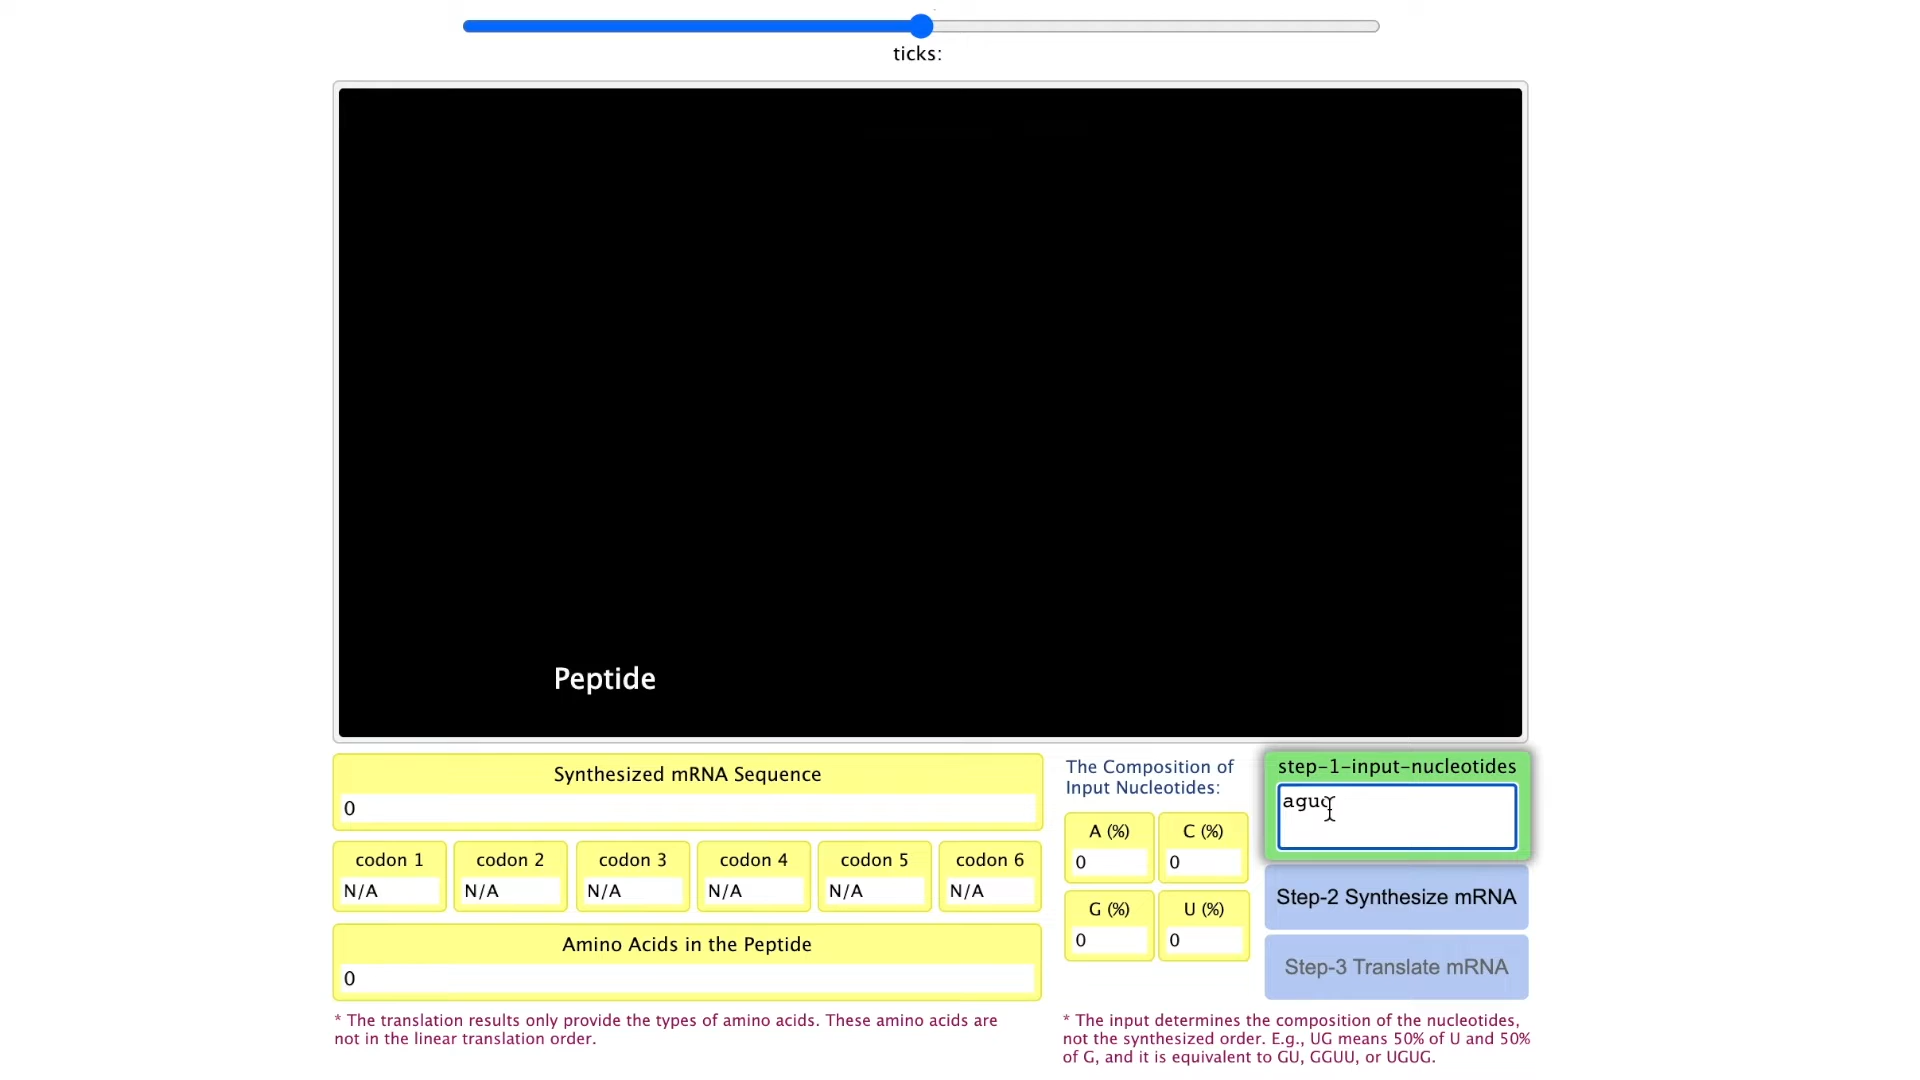 ticks:
Peptide
Synthesized mRNA Sequence
0
codon 1 codon 2 codon 3 codon 4 codon 5 codon 6
N/A N/A N/A N/A N/A N/A
Amino Acids in the Peptide
0
* The translation results only provide the types of amino acids. These amino acids are
not in the linear translation order.
The Composition of
Input Nucleotides:
A (%) C (%)
0 0
G (%) U (%)
0 0
step-1-input-nucleotides
aguc
Step-2 Synthesize mRNA
Step-3 Translate mRNA
* The input determines the composition of the nucleotides,
not the synthesized order. E.g., UG means 50% of U and 50%
of G, and it is equivalent to GU, GGUU, or UGUG.